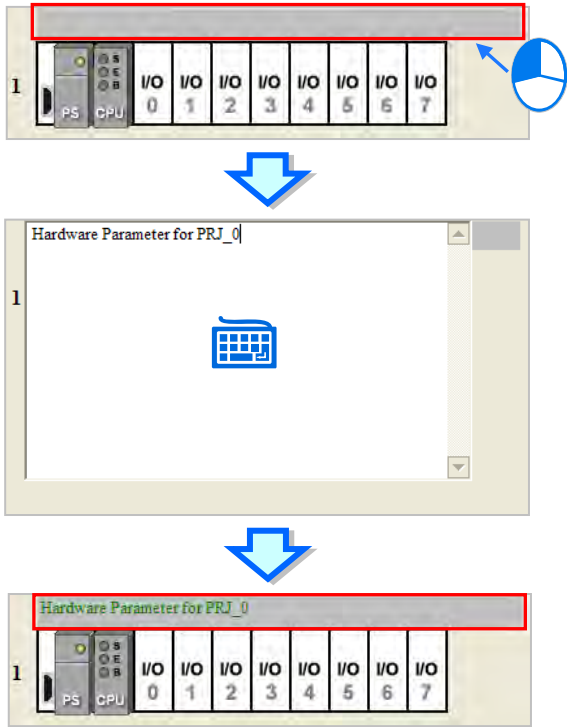 S
E
B
1
I/O I/O I/O I/O I/O I/O I/O I/O
PS CPU 0 1 2 3 4 5 6 7
Hardware Parameter for PRJ_0
1
Hardware Parameter for PRJ_0
S
E
B
1
I/O I/O I/O I/O I/O I/O I/O I/O
PS CPU 0 1 2 3 4 5 6 7